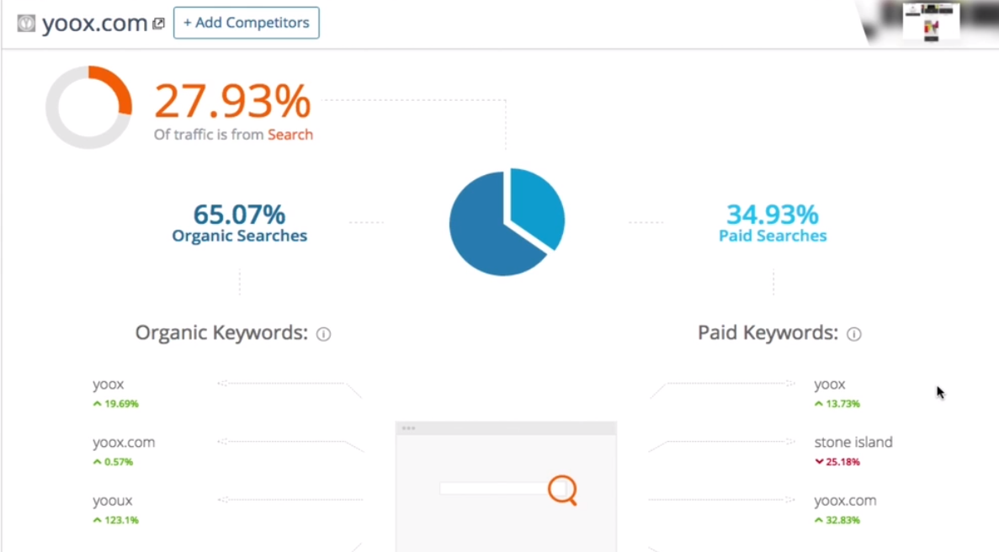 yoox.com
+ Add Competitors
27.93%
Of traffic is from Search
65.07%
Organic Searches
34.93%
Paid Searches
Organic Keywords:
Paid Keywords:
yoox
19.69%
yoox
13.73%
yoox.com
0.57%
stone island
25.18%
yooux
123.1%
yoox.com
32.83%